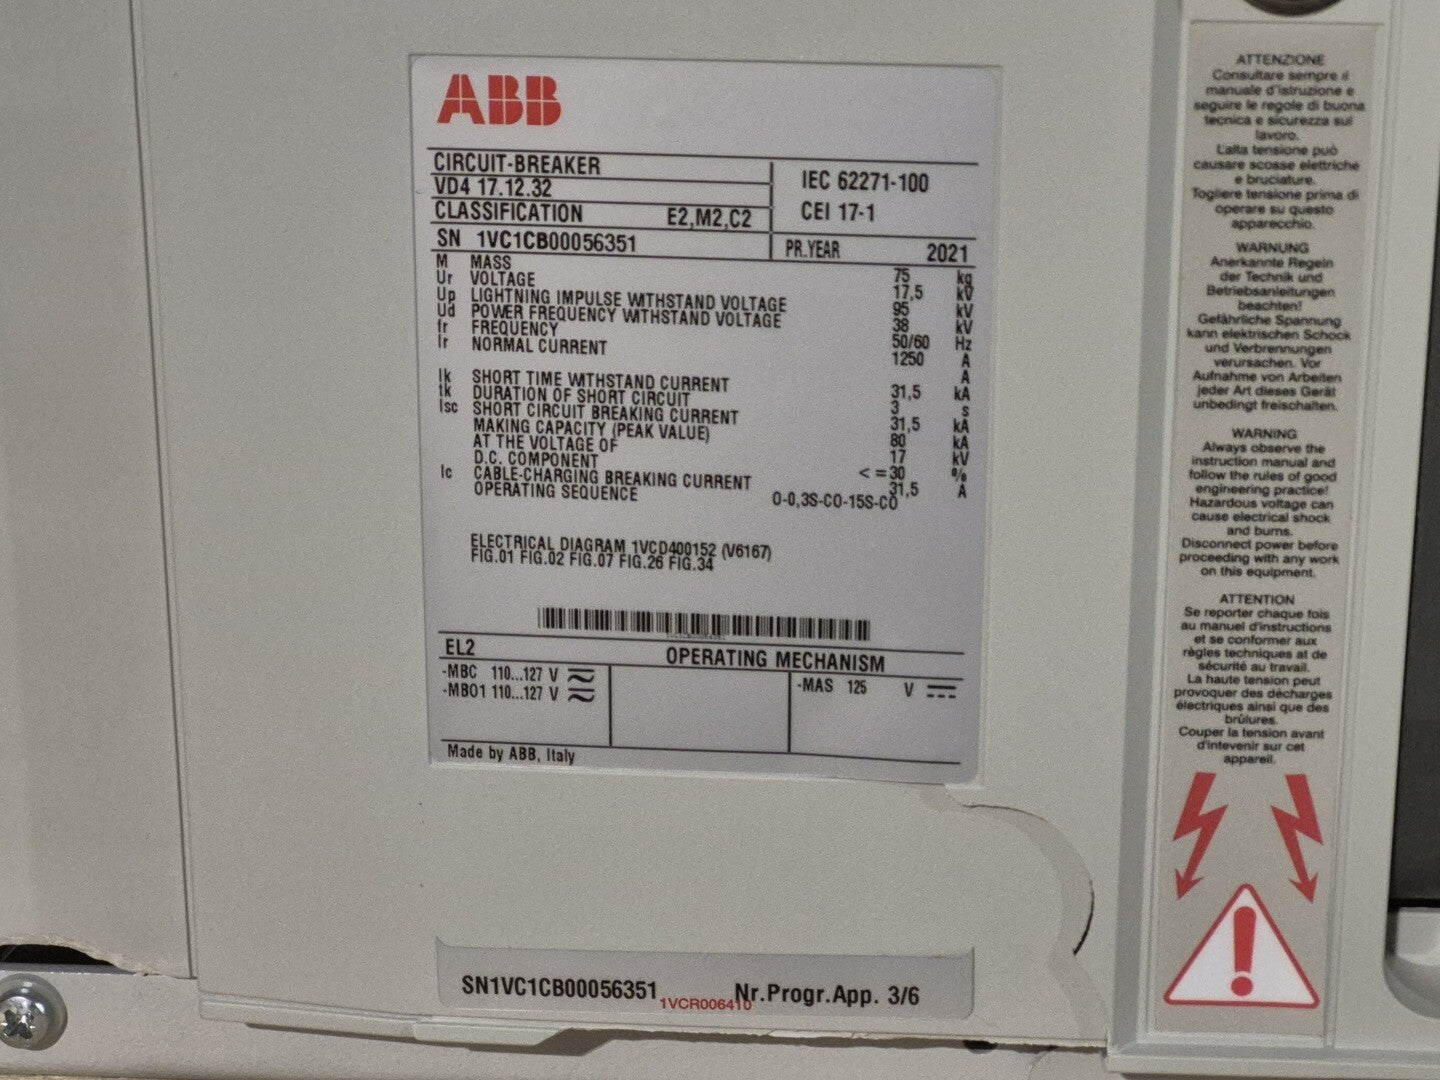 ABB
CIRCUIT-BREAKER
VD4 17.12.32
IEC 62271-100
CLASSIFICATION E2,M2,C2
CEI 17-1
SN 1VC1CB00056351
PR.YEAR 2021
M MASS 75 kg
Ur VOLTAGE 17,5 kV
Up LIGHTNING IMPULSE WITHSTAND VOLTAGE 95 kV
Ud POWER FREQUENCY WITHSTAND VOLTAGE 38 kV
fr FREQUENCY 50/60 Hz
Ir NORMAL CURRENT 1250 A
A
Ik SHORT TIME WITHSTAND CURRENT 31,5 kA
tk DURATION OF SHORT CIRCUIT 3 s
Isc SHORT CIRCUIT BREAKING CURRENT 31,5 kA
MAKING CAPACITY (PEAK VALUE) 80 kA
AT THE VOLTAGE OF 17 kV
D.C. COMPONENT <=30 %
Ic CABLE-CHARGING BREAKING CURRENT 31,5 A
OPERATING SEQUENCE O-0,3S-CO-15S-CO
ELECTRICAL DIAGRAM 1VCD400152 (V6167)
FIG.01 FIG.02 FIG.07 FIG.26 FIG.34
EL2 OPERATING MECHANISM
-MBC 110...127 V
-MBO1 110...127 V
-MAS 125 V
Made by ABB, Italy
SN1VC1CB00056351
1VCR006410
Nr.Progr.App. 3/6
ATTENZIONE
Consultare sempre il
manuale d'istruzione e
seguire le regole di buona
tecnica e sicurezza sul
lavoro.
L'alta tensione può
causare scosse elettriche
e bruciature.
Togliere tensione prima di
operare su questo
apparecchio.
WARNUNG
Anerkannte Regeln
der Technik und
Betriebsanleitungen
beachten!
Gefährliche Spannung
kann elektrischen Schock
und Verbrennungen
verursachen. Vor
Aufnahme von Arbeiten
jeder Art dieses Gerät
unbedingt freischalten.
WARNING
Always observe the
instruction manual and
follow the rules of good
engineering practice!
Hazardous voltage can
cause electrical shock
and burns.
Disconnect power before
proceeding with any work
on this equipment.
ATTENTION
Se reporter chaque fois
au manuel d'instructions
et se conformer aux
règles techniques at de
sécurité au travail.
La haute tension peut
provoquer des décharges
électriques ainsi que des
brûlures.
Couper la tension avant
d'intevenir sur cet
appareil.